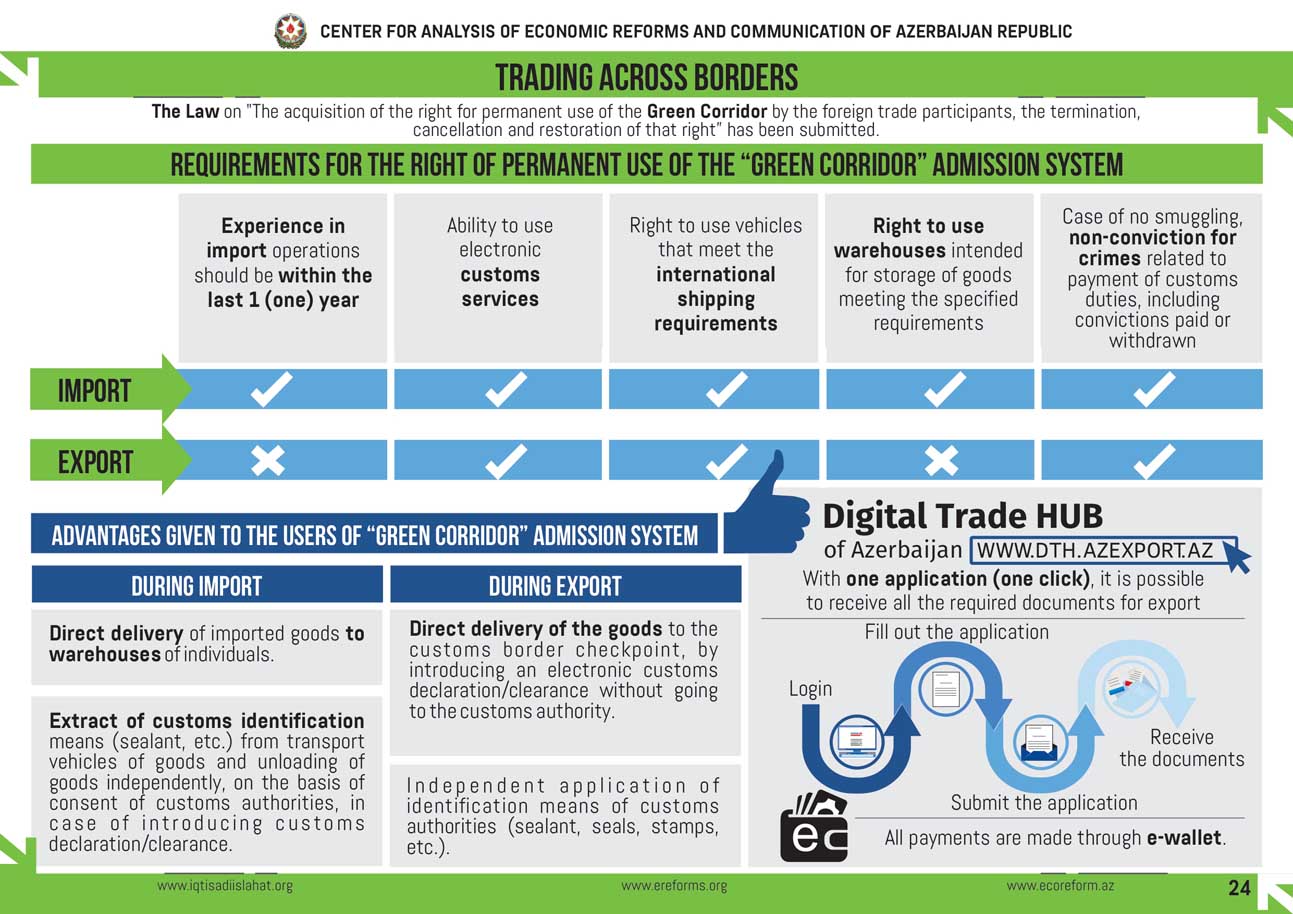 CENTER FOR ANALYSIS OF ECONOMIC REFORMS AND COMMUNICATION OF AZERBAIJAN REPUBLIC
TRADING ACROSS BORDERS
The Law on "The acquisition of the right for permanent use of the Green Corridor by the foreign trade participants, the termination,
cancellation and restoration of that right" has been submitted.
REQUIREMENTS FOR THE RIGHT OF PERMANENT USE OF THE “GREEN CORRIDOR” ADMISSION SYSTEM
Experience in
import operations
should be within the
last 1 (one) year
Ability to use
electronic
customs
services
Right to use vehicles
that meet the
international
shipping
requirements
Right to use
warehouses intended
for storage of goods
meeting the specified
requirements
Case of no smuggling,
non-conviction for
crimes related to
payment of customs
duties, including
convictions paid or
withdrawn
IMPORT
EXPORT
ADVANTAGES GIVEN TO THE USERS OF “GREEN CORRIDOR” ADMISSION SYSTEM
DURING IMPORT
Direct delivery of imported goods to
warehouses of individuals.
Extract of customs identification
means (sealant, etc.) from transport
vehicles of goods and unloading of
goods independently, on the basis of
consent of customs authorities, in
case of introducing customs
declaration/clearance.
DURING EXPORT
Direct delivery of the goods to the
customs border checkpoint, by
introducing an electronic customs
declaration/clearance without going
to the customs authority.
Independent application of
identification means of customs
authorities (sealant, seals, stamps,
etc.).
Digital Trade HUB
of Azerbaijan WWW.DTH.AZEXPORT.AZ
With one application (one click), it is possible
to receive all the required documents for export
Fill out the application
Login
Receive
the documents
Submit the application
ec
All payments are made through e-wallet.
www.iqtisadiislahat.org
www.ereforms.org
www.ecoreform.az
24